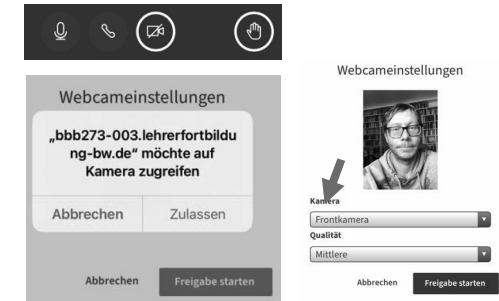 Webcameinstellungen
„bbb273-003.lehrerfortbildu
ng-bw.de“ möchte auf
Kamera zugreifen
Abbrechen Zulassen
Abbrechen Freigabe starten
Webcameinstellungen
Kamera
Frontkamera
Qualität
Mittlere
Abbrechen Freigabe starten